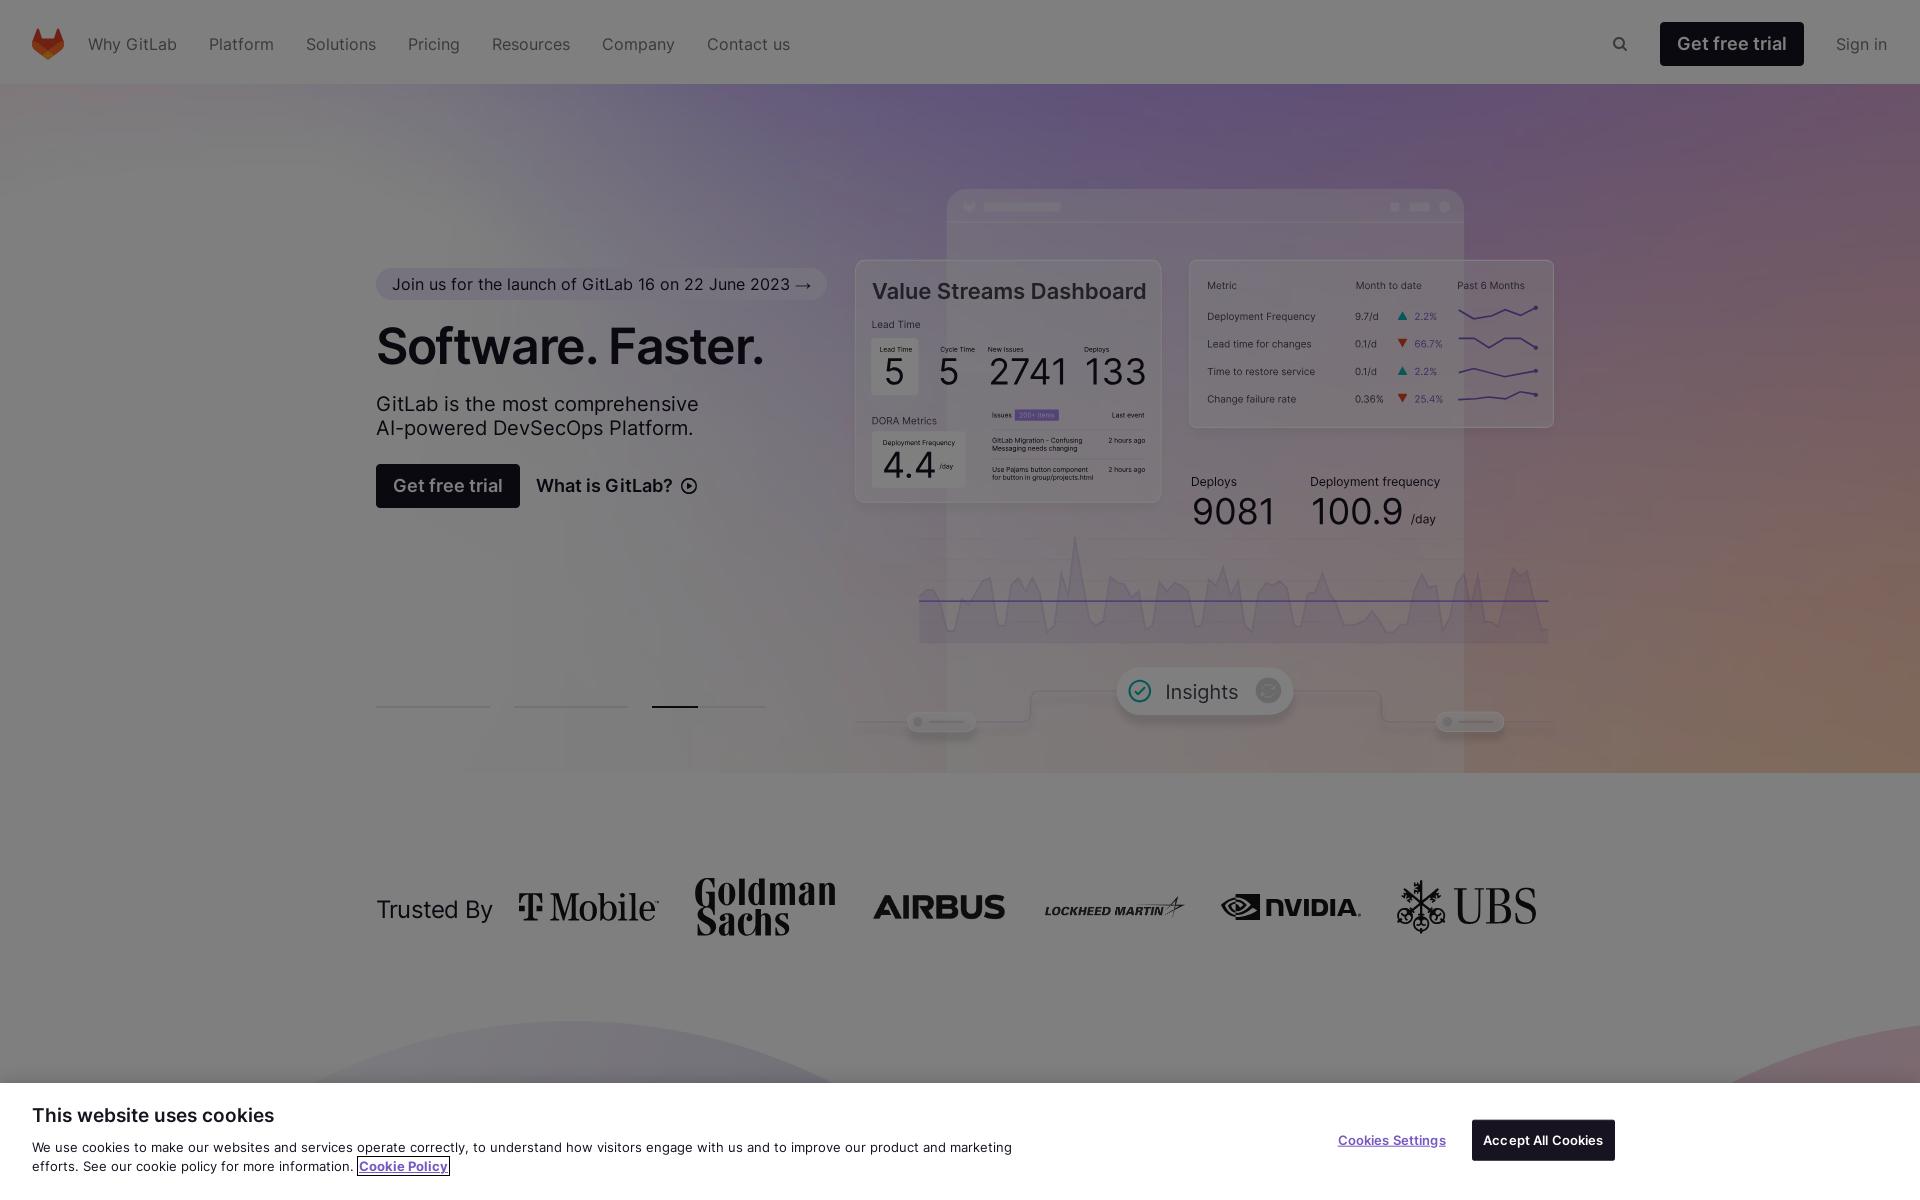 Why GitLab
Platform
Solutions
Pricing
Resources
Company
Contact us
Get free trial
Sign in
Join us for the launch of GitLab 16 on 22 June 2023 →
Software. Faster.
GitLab is the most comprehensive
AI-powered DevSecOps Platform.
Get free trial
What is GitLab?
Value Streams Dashboard
Lead Time
Lead Time
Cycle Time
New issues
Deploys
5
5
2741
133
DORA Metrics
Deployment Frequency
4.4 /day
Issues
200+ items
Last event
GitLab Migration - Confusing
Messaging needs changing
2 hours ago
Use Pajams button component
for button in group/projects.html
2 hours ago
Metric
Month to date
Past 6 Months
Deployment Frequency
9.7/d
2.2%
Lead time for changes
0.1/d
66.7%
Time to restore service
0.1/d
2.2%
Change failure rate
0.36%
25.4%
Deploys
9081
Deployment frequency
100.9 /day
Insights
Trusted By
T Mobile™
Goldman
Sachs
AIRBUS
LOCKHEED MARTIN
NVIDIA.
UBS
This website uses cookies
We use cookies to make our websites and services operate correctly, to understand how visitors engage with us and to improve our product and marketing
efforts. See our cookie policy for more information. Cookie Policy
Cookies Settings
Accept All Cookies